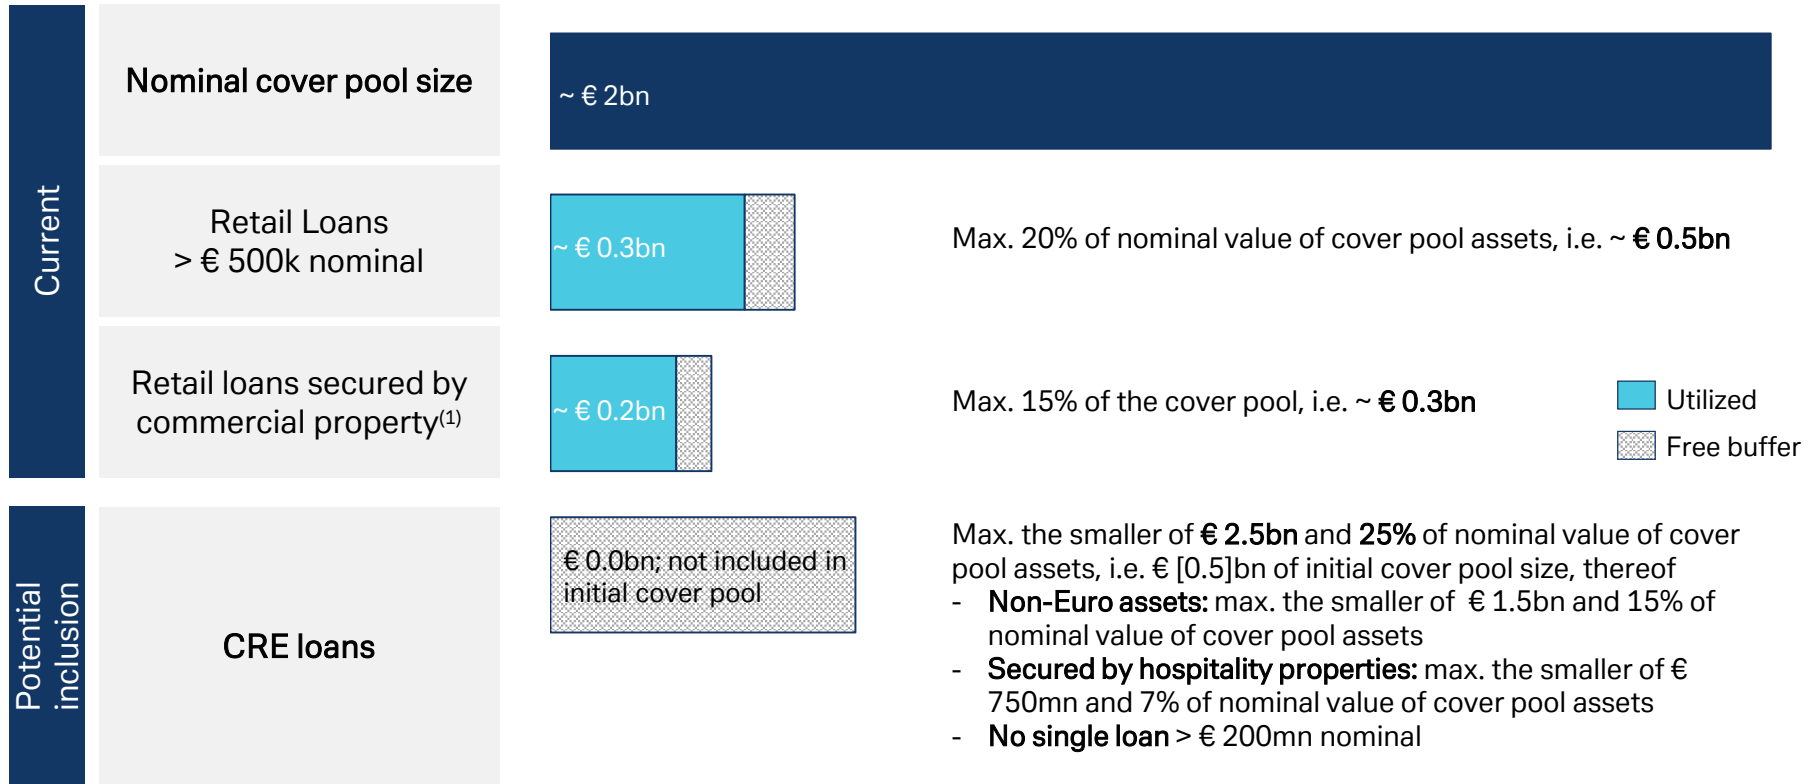 Current
Nominal cover pool size
~ € 2bn
Retail Loans
> € 500k nominal
~ € 0.3bn
Max. 20% of nominal value of cover pool assets, i.e. ~ € 0.5bn
Retail loans secured by
commercial property(1)
~ € 0.2bn
Max. 15% of the cover pool, i.e. ~ € 0.3bn
Utilized
Free buffer
Potential
inclusion
CRE loans
€ 0.0bn; not included in
initial cover pool
Max. the smaller of € 2.5bn and 25% of nominal value of cover
pool assets, i.e. € [0.5]bn of initial cover pool size, thereof
- Non-Euro assets: max. the smaller of € 1.5bn and 15% of
nominal value of cover pool assets
- Secured by hospitality properties: max. the smaller of €
750mn and 7% of nominal value of cover pool assets
- No single loan > € 200mn nominal